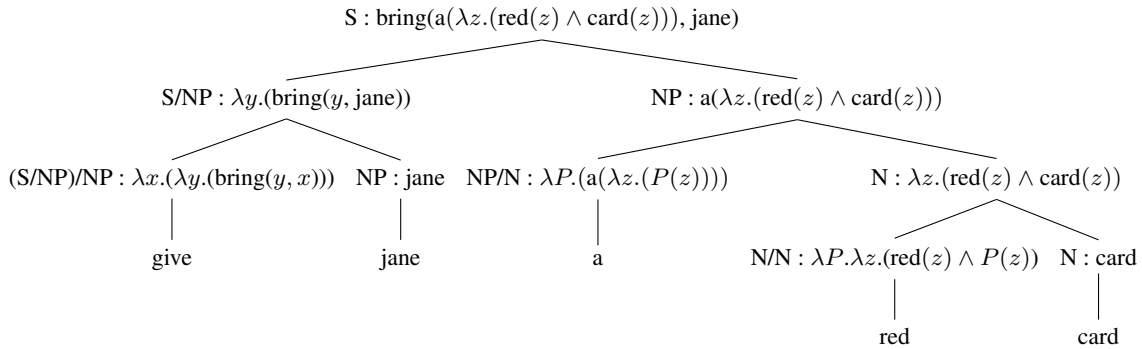 S : bring(a(λz.(red(z) ∧ card(z))), jane)
S/NP : λy.(bring(y, jane)) NP : a(λz.(red(z) ∧ card(z)))
(S/NP)/NP : λx.(λy.(bring(y, x))) NP : jane NP/N : λP.(a(λz.(P(z)))) N : λz.(red(z) ∧ card(z))
give jane a N/N : λP.λz.(red(z) ∧ P(z)) N : card
red card